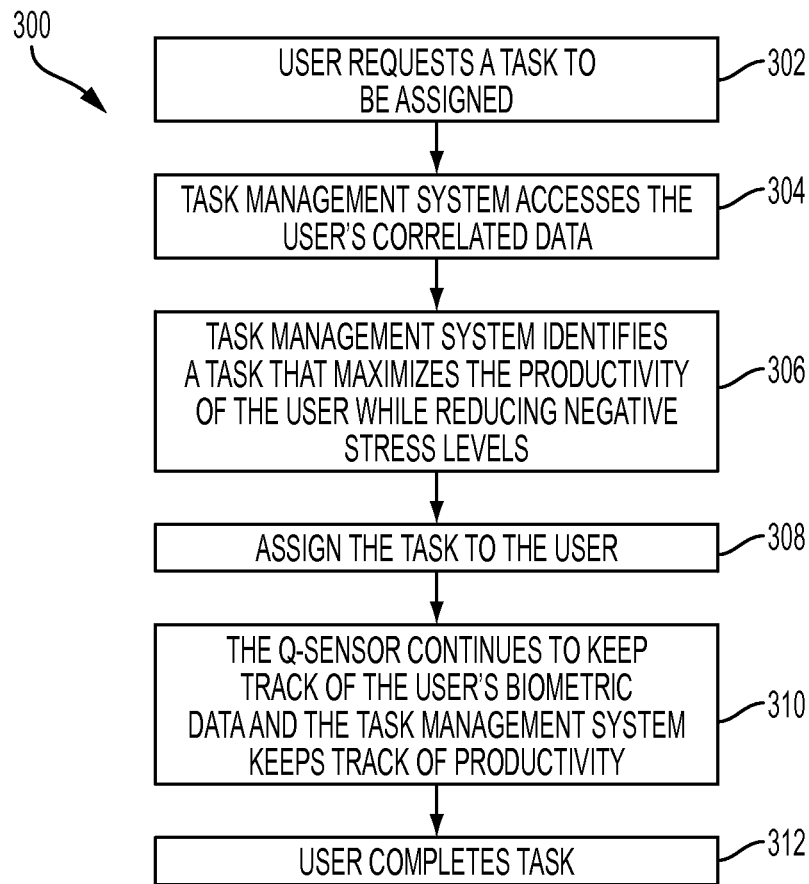 300
USER REQUESTS A TASK TO
BE ASSIGNED
302
TASK MANAGEMENT SYSTEM ACCESSES THE
USER'S CORRELATED DATA
304
TASK MANAGEMENT SYSTEM IDENTIFIES
A TASK THAT MAXIMIZES THE PRODUCTIVITY
OF THE USER WHILE REDUCING NEGATIVE
STRESS LEVELS
306
ASSIGN THE TASK TO THE USER
308
THE Q-SENSOR CONTINUES TO KEEP
TRACK OF THE USER'S BIOMETRIC
DATA AND THE TASK MANAGEMENT SYSTEM
KEEPS TRACK OF PRODUCTIVITY
310
USER COMPLETES TASK
312